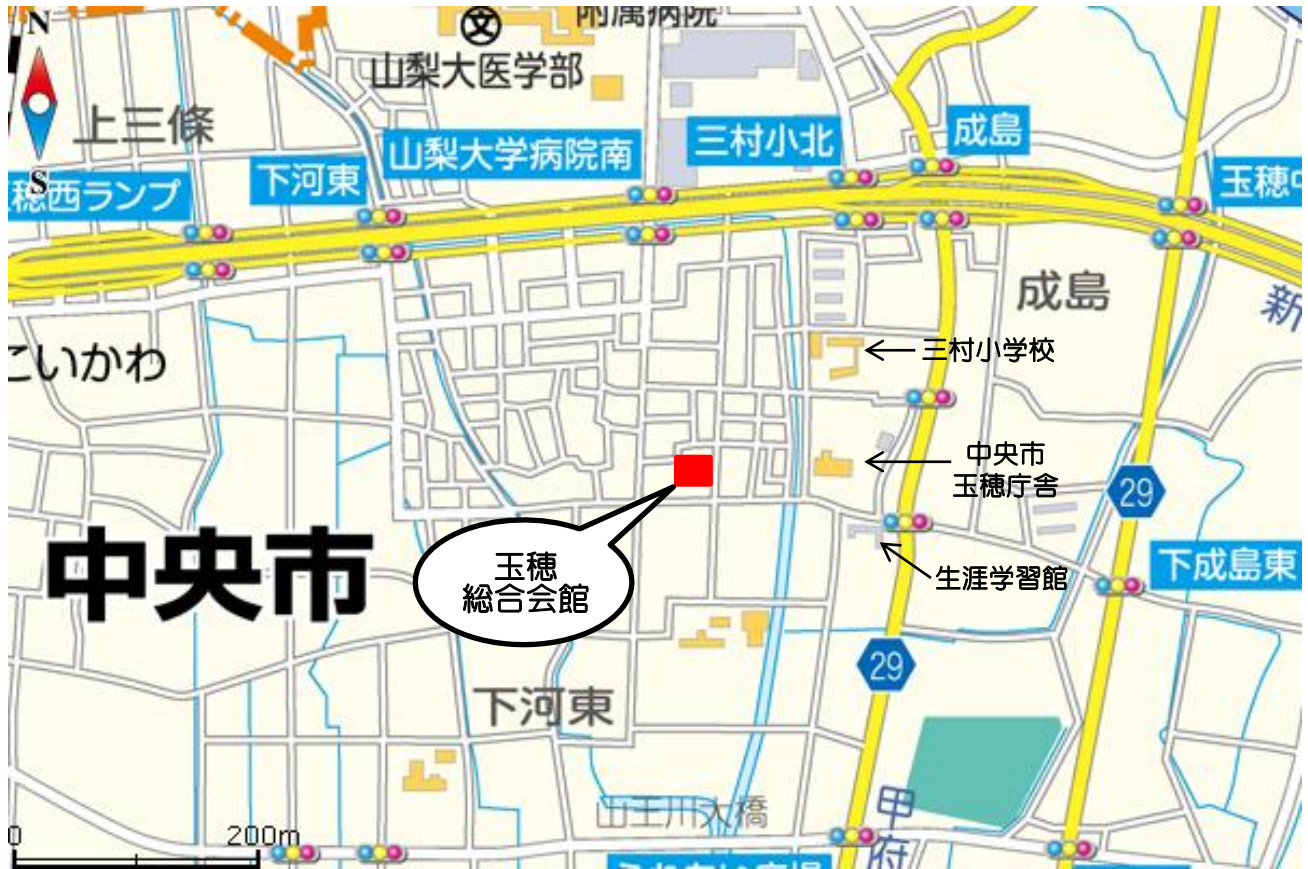 N
附属病院
山梨大医学部
文
上三條
S
穂西ランプ
下河東
山梨大学病院南
三村小北
成島
玉穂中
成島
新
こいかわ
三村小学校
中央市
玉穂庁舎
29
中央市
玉穂
総合会館
生涯学習館
下成島東
29
下河東
山王川大橋
甲府
0
200m